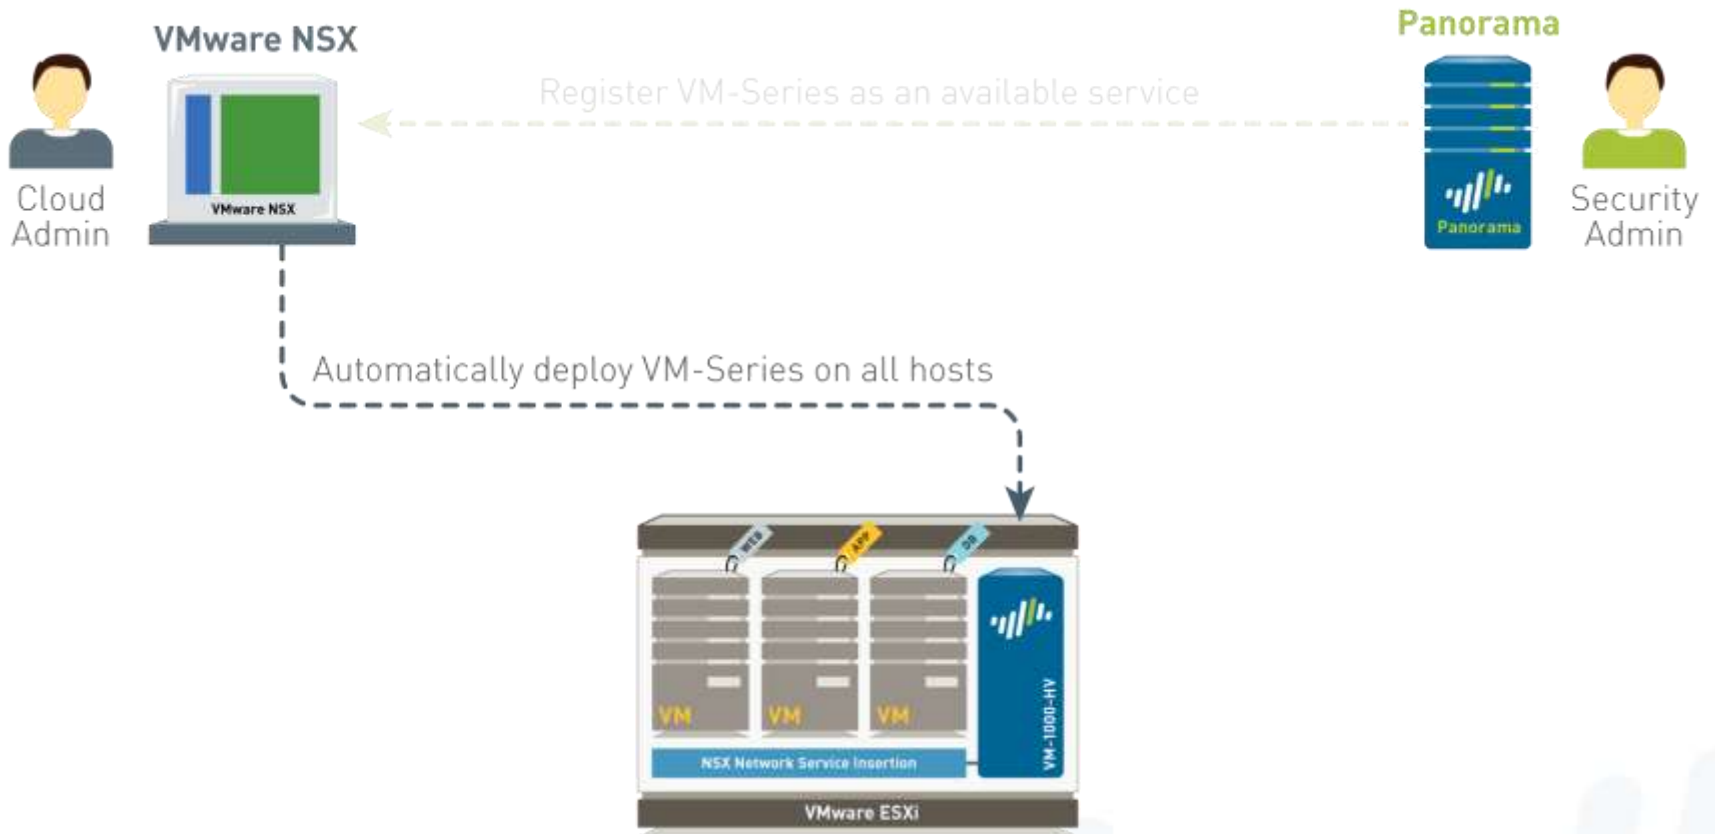 VMware NSX
Panorama
Register VM-Series as an available service
VMware NSX
Cloud
Admin
Panorama
Security
Admin
Automatically deploy VM-Series on all hosts
WEB
APP
DB
VM
VM
VM
VM-1000-HV
NSX Network Service Insertion
VMware ESXi